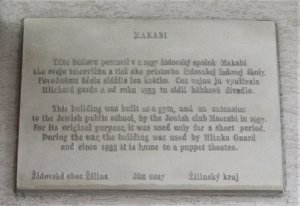 MAKABI
Túto budovu postavil v r. 1937 židovský spolok Makabi
ako svoju telocvičňu a tiež ako prístavbu židovskej ľudovej školy.
Pôvodnému účelu slúžila len krátko. Cez vojnu ju využívala
Hlinkova garda a od roku 1953 tu sídli bábkové divadlo.
This building was built as a gym, and an extension
to the Jewish public school, by the Jewish club Maccabi in 1937.
For its original purpose, it was used only for a short period.
During the war the building was used by Hlinka Guard
and since 1953 it is home to a puppet theatre.
Židovská obec Žilina Jún 2017 Žilinský kraj